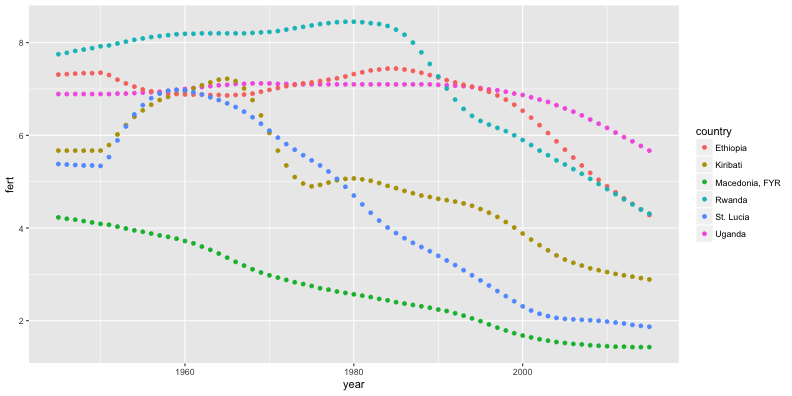 fert
8
6
4
2
1960
1980
2000
year
country
Ethiopia
Kiribati
Macedonia, FYR
Rwanda
St. Lucia
Uganda